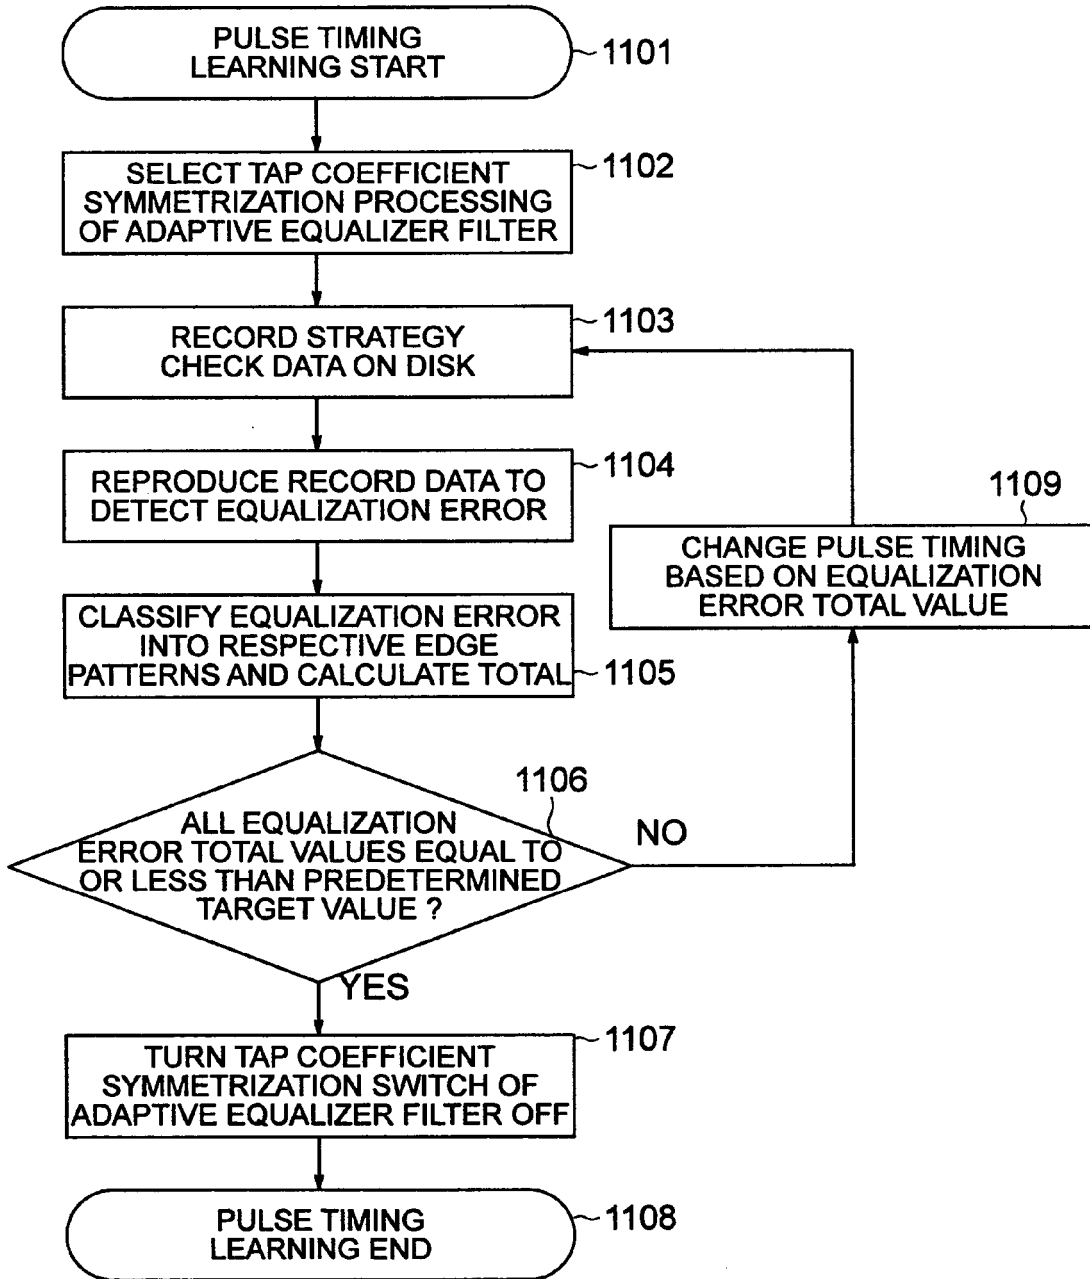 PULSE TIMING
LEARNING START
1101
SELECT TAP COEFFICIENT
SYMMETRIZATION PROCESSING
OF ADAPTIVE EQUALIZER FILTER
1102
RECORD STRATEGY
CHECK DATA ON DISK
1103
REPRODUCE RECORD DATA TO
DETECT EQUALIZATION ERROR
1104
1109
CHANGE PULSE TIMING
BASED ON EQUALIZATION
ERROR TOTAL VALUE
CLASSIFY EQUALIZATION ERROR
INTO RESPECTIVE EDGE
PATTERNS AND CALCULATE TOTAL
1105
1106
ALL EQUALIZATION
ERROR TOTAL VALUES EQUAL TO
OR LESS THAN PREDETERMINED
TARGET VALUE ?
NO
YES
TURN TAP COEFFICIENT
SYMMETRIZATION SWITCH OF
ADAPTIVE EQUALIZER FILTER OFF
1107
PULSE TIMING
LEARNING END
1108